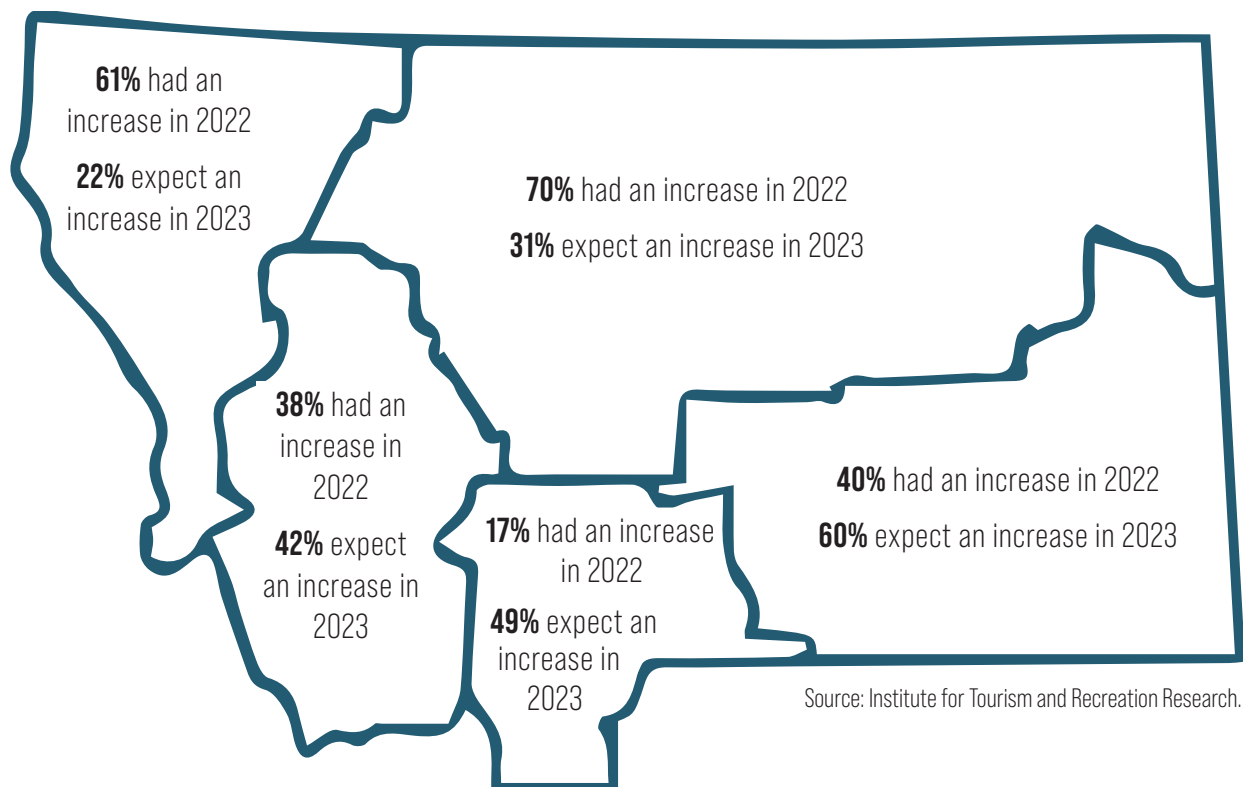 61% had an
increase in 2022
22% expect an
increase in 2023
70% had an increase in 2022
31% expect an increase in 2023
38% had an
increase in
2022
42% expect
an increase in
2023
17% had an increase
in 2022
49% expect an
increase in
2023
40% had an increase in 2022
60% expect an increase in 2023
Source: Institute for Tourism and Recreation Research.